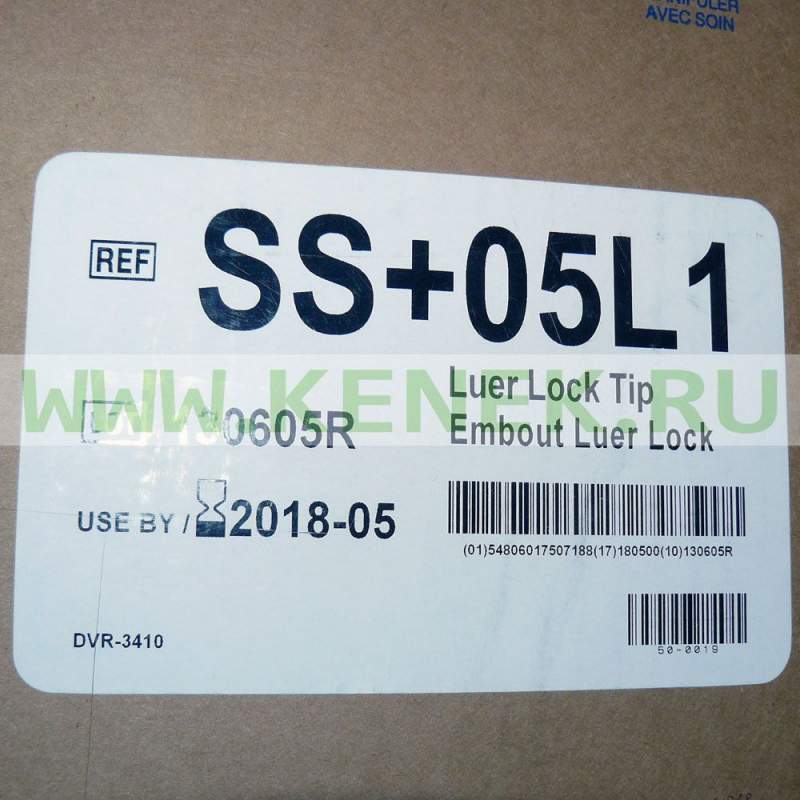 AVEC SOIN
REF
SS+05L1
Luer Lock Tip
Embout Luer Lock
WWW.KENEK.RU
130605R
USE BY / 2018-05
(01)54806017507188(17)180500(10)130605R
DVR-3410
50-0019